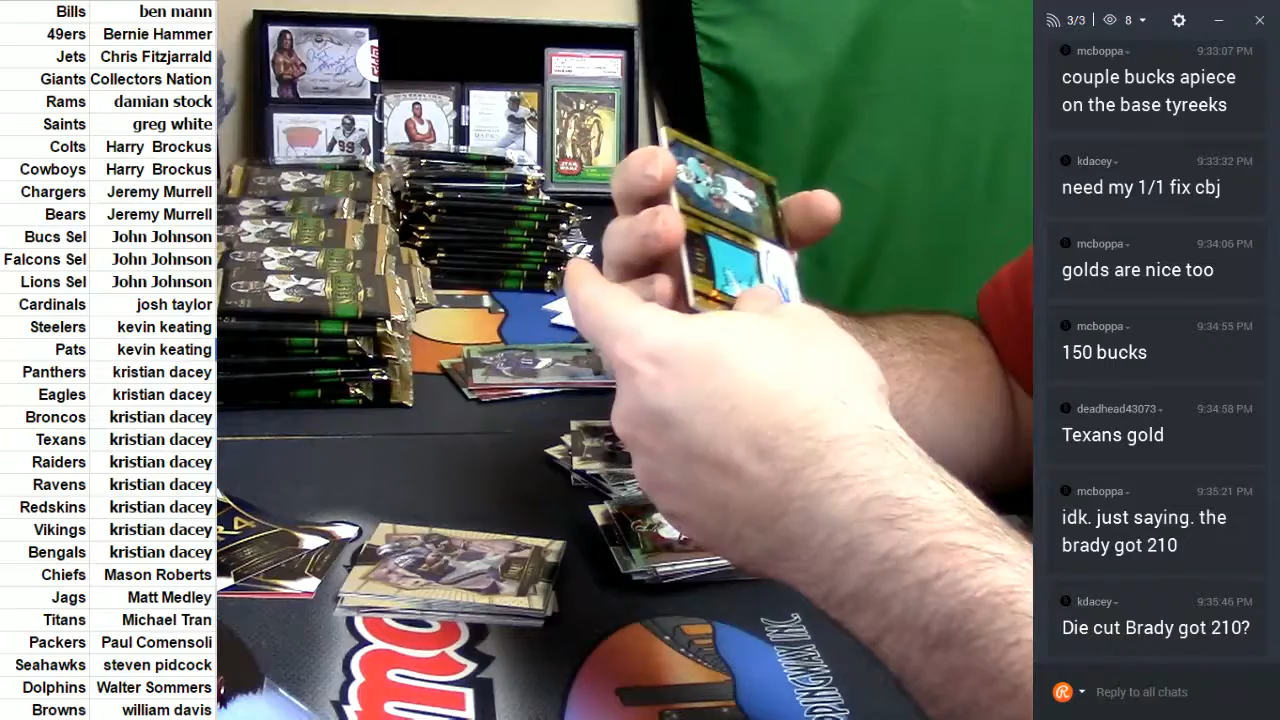 Bills ben mann
49ers Bernie Hammer
Jets Chris Fitzjarrald
Giants Collectors Nation
Rams damian stock
Saints greg white
Colts Harry Brockus
Cowboys Harry Brockus
Chargers Jeremy Murrell
Bears Jeremy Murrell
Bucs Sel John Johnson
Falcons Sel John Johnson
Lions Sel John Johnson
Cardinals josh taylor
Steelers kevin keating
Pats kevin keating
Panthers kristian dacey
Eagles kristian dacey
Broncos kristian dacey
Texans kristian dacey
Raiders kristian dacey
Ravens kristian dacey
Redskins kristian dacey
Vikings kristian dacey
Bengals kristian dacey
Chiefs Mason Roberts
Jags Matt Medley
Titans Michael Tran
Packers Paul Comensoli
Seahawks steven pidcock
Dolphins Walter Sommers
Browns william davis
99
STAR
WARS
PPINGWAX INC
3/3 8
mcboppa 9:33:07 PM
couple bucks apiece
on the base tyreeks
kdacey 9:33:32 PM
need my 1/1 fix cbj
mcboppa 9:34:06 PM
golds are nice too
mcboppa 9:34:55 PM
150 bucks
deadhead43073 9:34:58 PM
Texans gold
mcboppa 9:35:21 PM
idk. just saying. the
brady got 210
kdacey 9:35:46 PM
Die cut Brady got 210?
Reply to all chats